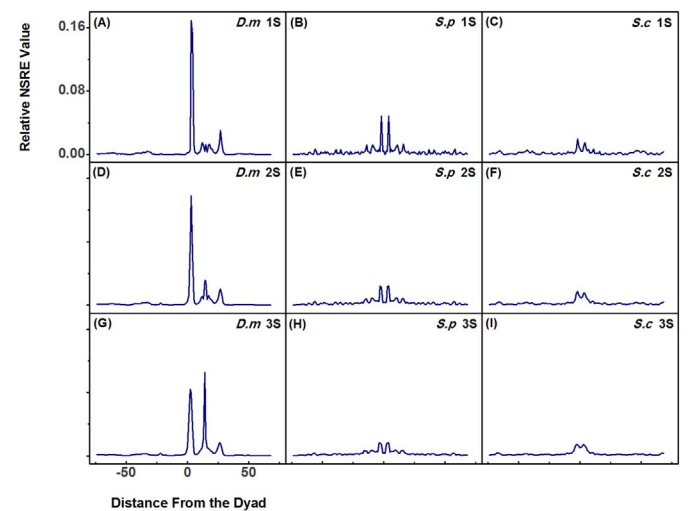 (A) D.m 1S (B) S.p 1S (C) S.c 1S
0.16
0.08
0.00
Relative NSRE Value
(D) D.m 2S (E) S.p 2S (F) S.c 2S
(G) D.m 3S (H) S.p 3S (I) S.c 3S
-50 0 50
Distance From the Dyad